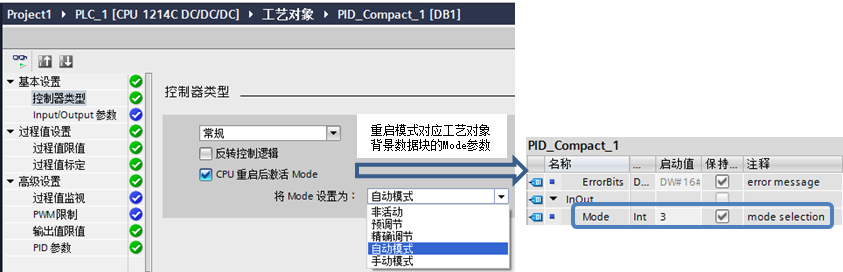 Project1 ▸ PLC_1 [CPU 1214C DC/DC/DC] ▸ 工艺对象 ▸ PID_Compact_1 [DB1]
基本设置
控制器类型
Input/Output 参数
过程值设置
过程值限值
过程值标定
高级设置
过程值监视
PWM 限制
输出值限值
PID 参数
控制器类型
常规
反转控制逻辑
CPU 重启后激活 Mode
将 Mode 设置为：
自动模式
非活动
预调节
精确调节
自动模式
手动模式
重启模式对应工艺对象
背景数据块的Mode参数
PID_Compact_1
名称 ... 启动值 保持... 注释
ErrorBits D... DW#16# error message
InOut
Mode Int 3 mode selection